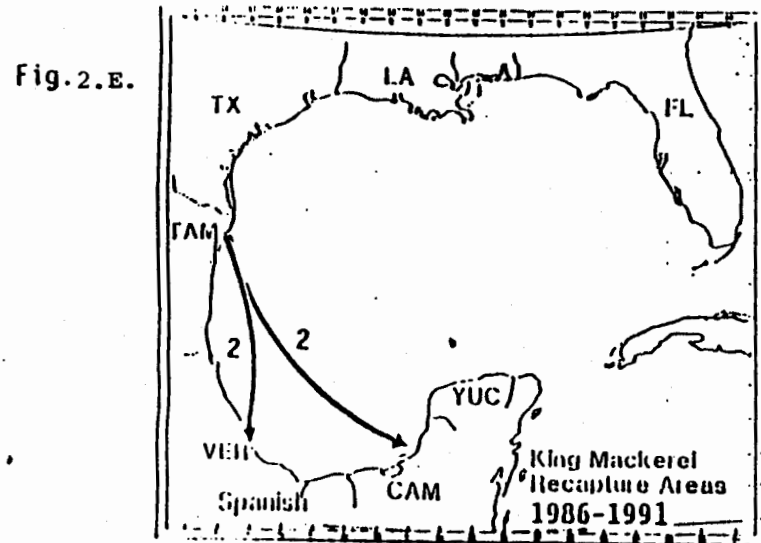 Fig.2.E.
TX
LA
FL
TAM
2
2
YUC
VER
CAM
Spanish
King Mackerel
Recapture Areas
1986-1991